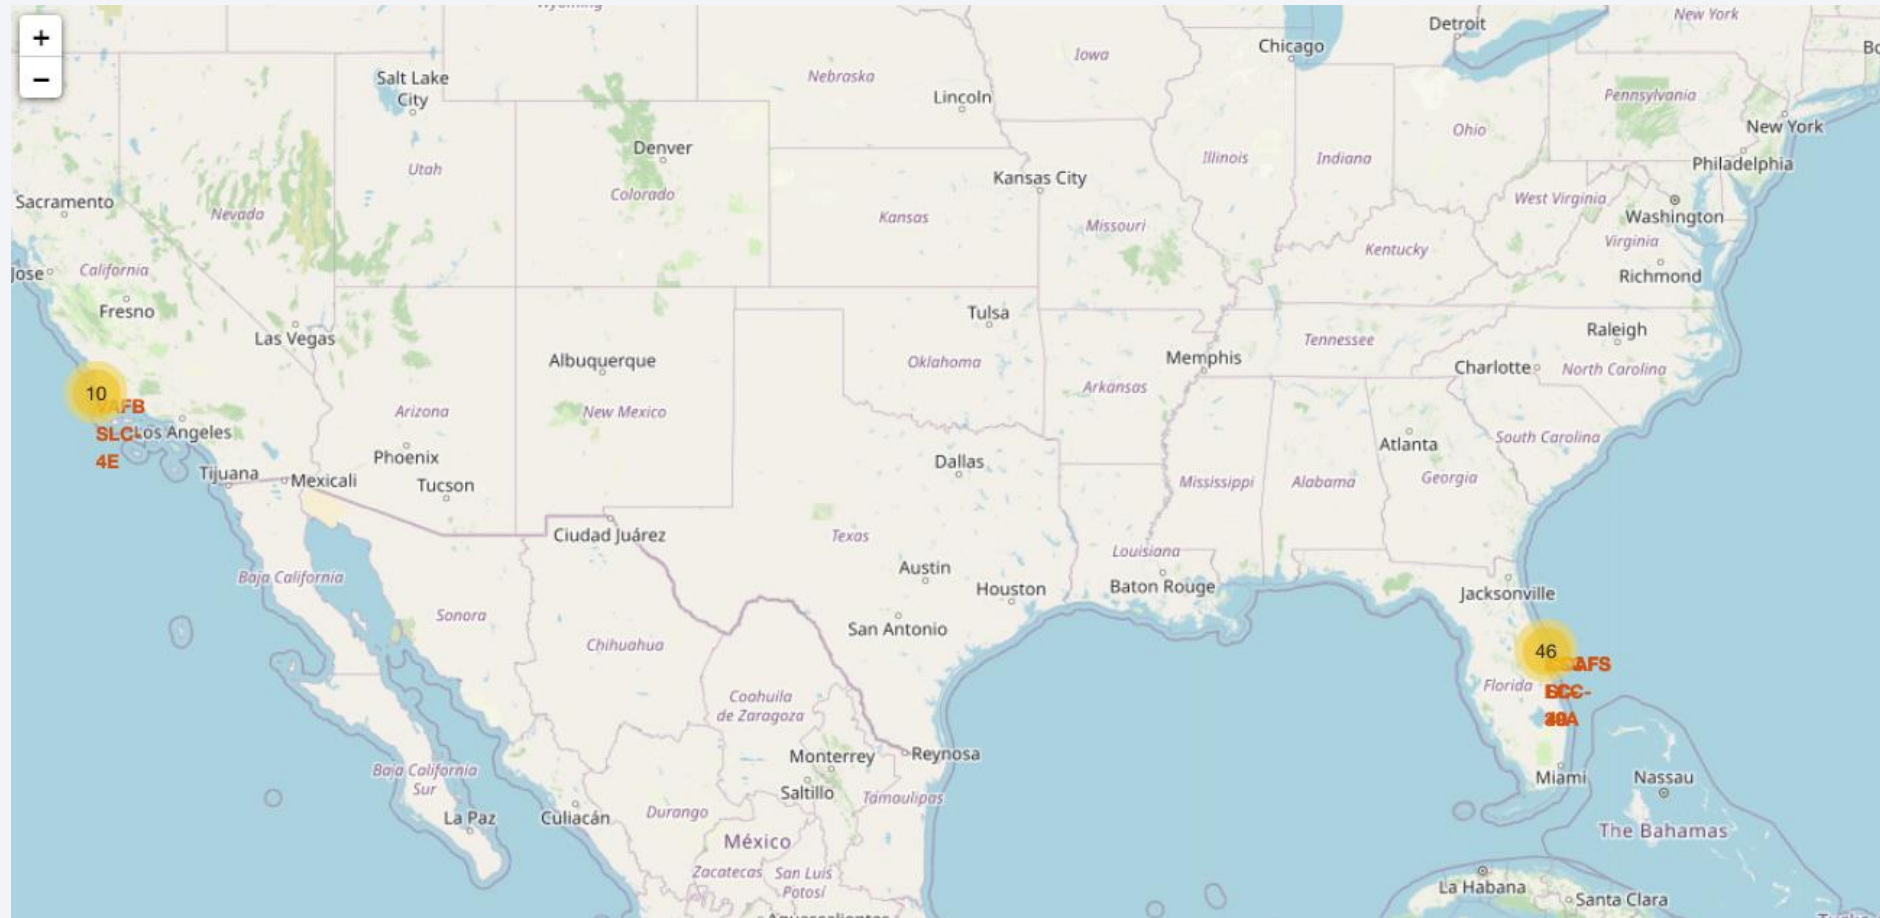 Wyoming
New York
Detroit
+
Chicago
Iowa
Salt Lake
City
Nebraska
−
Lincoln
Pennsylvania
New York
Ohio
Denver
Illinois
Indiana
Philadelphia
Utah
Kansas City
Colorado
West Virginia
Sacramento
Nevada
Kansas
Missouri
Washington
Virginia
Kentucky
California
Jose
Richmond
Fresno
Tulsa
Raleigh
Las Vegas
Tennessee
Albuquerque
Oklahoma
Memphis
Charlotte
North Carolina
Arkansas
10
VAFB
Arizona
New Mexico
SLC-
Los Angeles
South Carolina
Atlanta
4E
Phoenix
Dallas
Tijuana
Mexicali
Tucson
Mississippi
Alabama
Georgia
Ciudad Juárez
Texas
Louisiana
Austin
Baja California
Houston
Baton Rouge
Jacksonville
Sonora
San Antonio
Chihuahua
46
Florida
Coahuila
de Zaragoza
Monterrey
Reynosa
Baja California
Sur
Miami
Nassau
Saltillo
Tamaulipas
La Paz
Culiacán
Durango
México
The Bahamas
Zacatecas
San Luis
Potosí
La Habana
Santa Clara
Aguascalientes